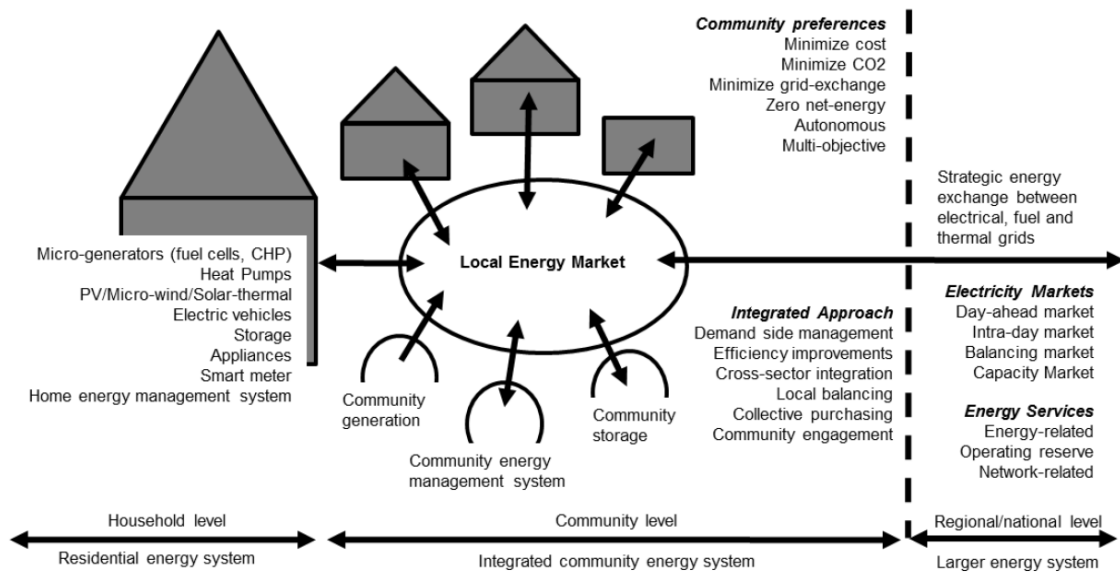 Community preferences
Minimize cost
Minimize CO2
Minimize grid-exchange
Zero net-energy
Autonomous
Multi-objective
Strategic energy
exchange between
electrical, fuel and
thermal grids
Micro-generators (fuel cells, CHP)
Heat Pumps
PV/Micro-wind/Solar-thermal
Electric vehicles
Storage
Appliances
Smart meter
Home energy management system
Local Energy Market
Community
generation
Community energy
management system
Community
storage
Integrated Approach
Demand side management
Efficiency improvements
Cross-sector integration
Local balancing
Collective purchasing
Community engagement
Electricity Markets
Day-ahead market
Intra-day market
Balancing market
Capacity Market
Energy Services
Energy-related
Operating reserve
Network-related
Household level
Residential energy system
Community level
Integrated community energy system
Regional/national level
Larger energy system